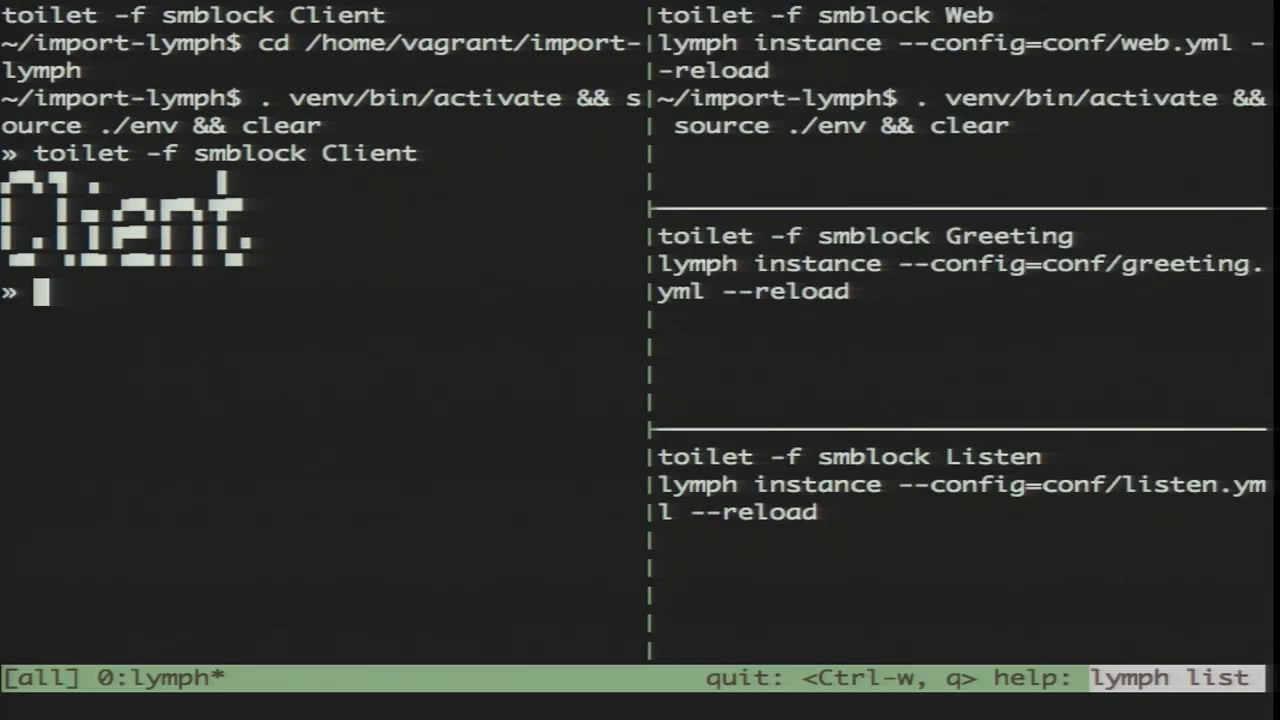 toilet -f smblock Client
~/import-lymph$ cd /home/vagrant/import-
lymph
~/import-lymph$ . venv/bin/activate && s
ource ./env && clear
» toilet -f smblock Client
Client
»
toilet -f smblock Web
lymph instance --config=conf/web.yml -
-reload
~/import-lymph$ . venv/bin/activate &&
source ./env && clear
toilet -f smblock Greeting
lymph instance --config=conf/greeting.
yml --reload
toilet -f smblock Listen
lymph instance --config=conf/listen.ym
l --reload
[all] 0:lymph* quit: <Ctrl-w, q> help: lymph list